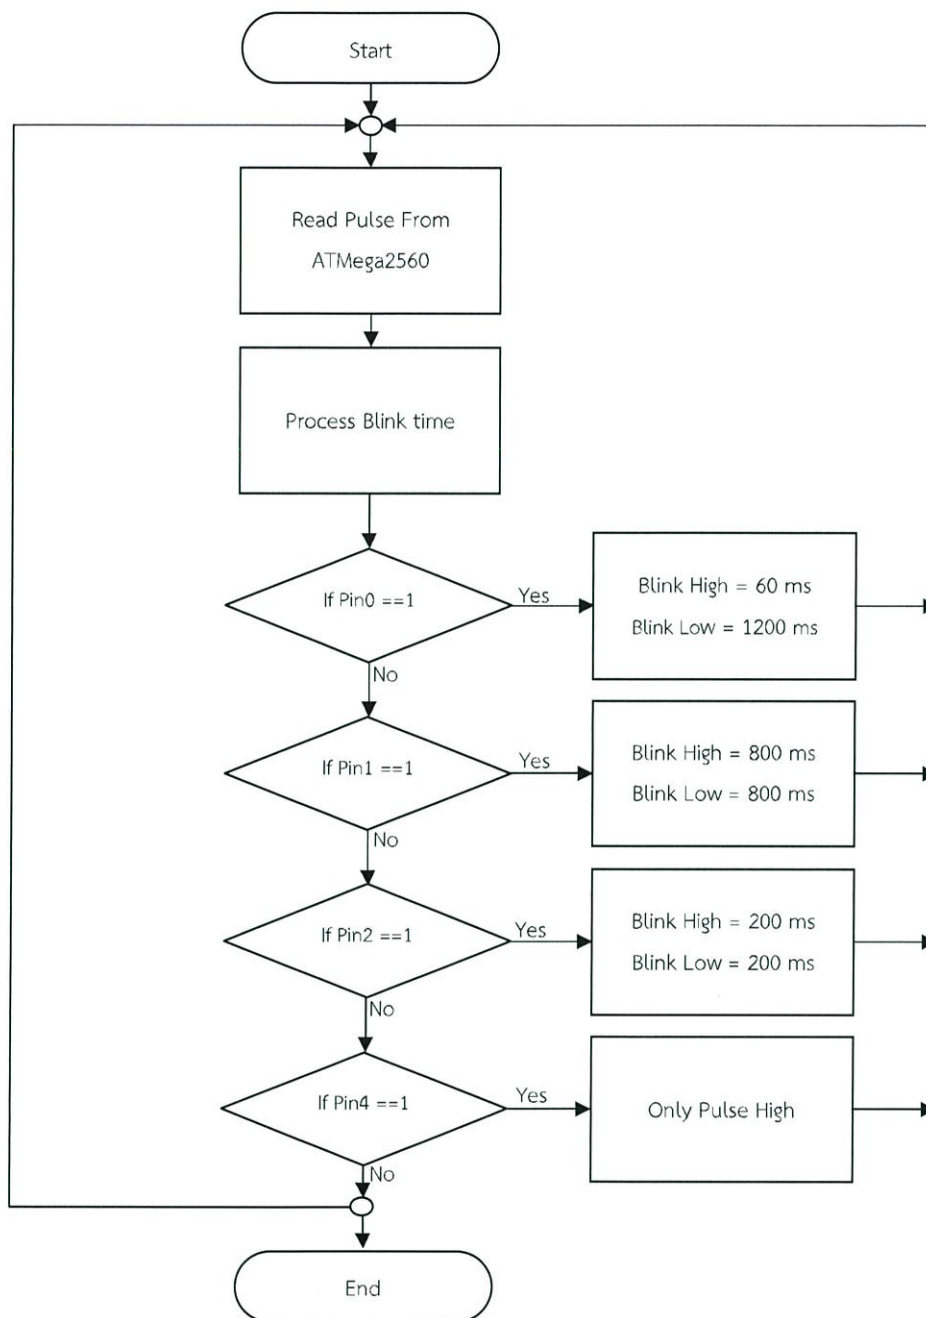 Start
Read Pulse From
ATMega2560
Process Blink time
If Pin0 ==1
Yes
Blink High = 60 ms
Blink Low = 1200 ms
No
If Pin1 ==1
Yes
Blink High = 800 ms
Blink Low = 800 ms
No
If Pin2 ==1
Yes
Blink High = 200 ms
Blink Low = 200 ms
No
If Pin4 ==1
Yes
Only Pulse High
No
End